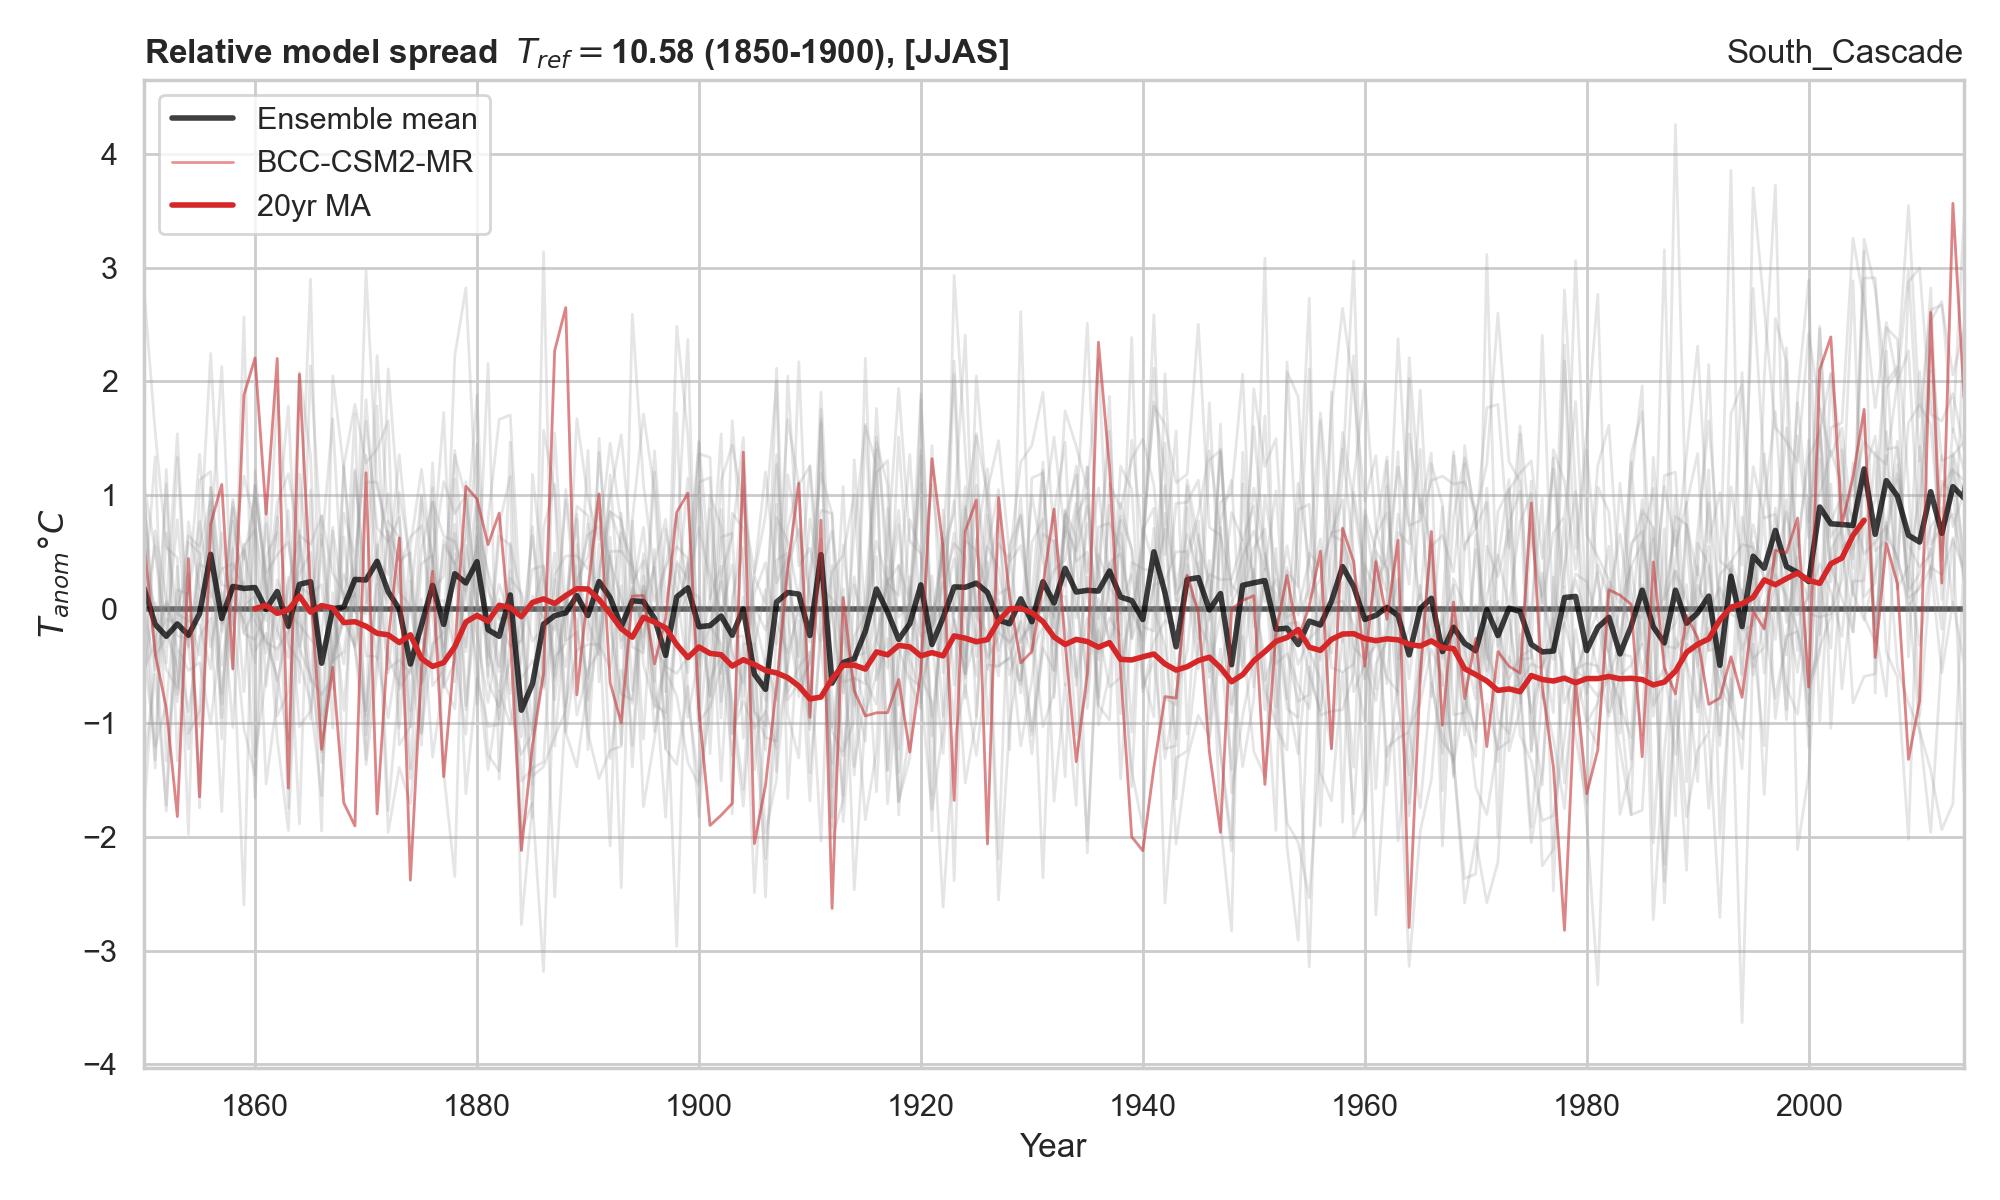 Relative model spread T_ref = 10.58 (1850-1900), [JJAS]
South_Cascade
Ensemble mean
BCC-CSM2-MR
20yr MA
T_anom °C
4
3
2
1
0
−1
−2
−3
−4
1860 1880 1900 1920 1940 1960 1980 2000
Year